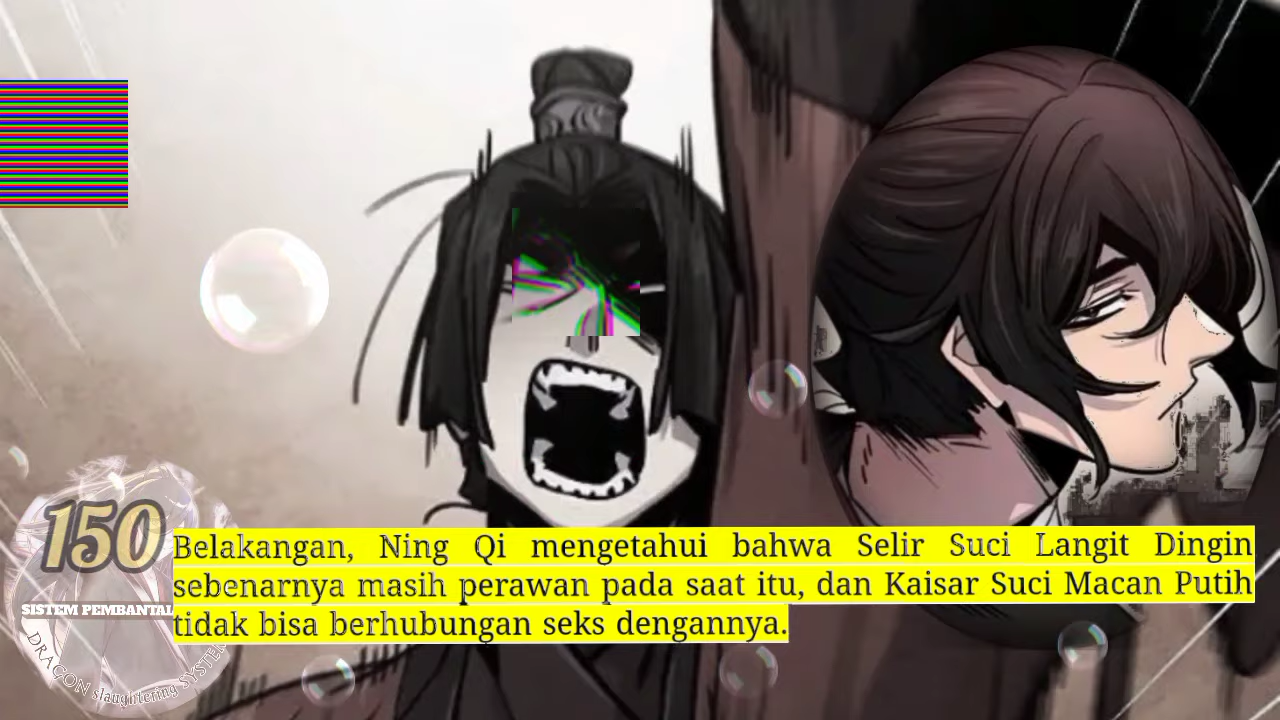 150
SISTEM PEMBANTAI
DRAGON slaughtering SYSTEM
Belakangan, Ning Qi mengetahui bahwa Selir Suci Langit Dingin
sebenarnya masih perawan pada saat itu, dan Kaisar Suci Macan Putih
tidak bisa berhubungan seks dengannya.